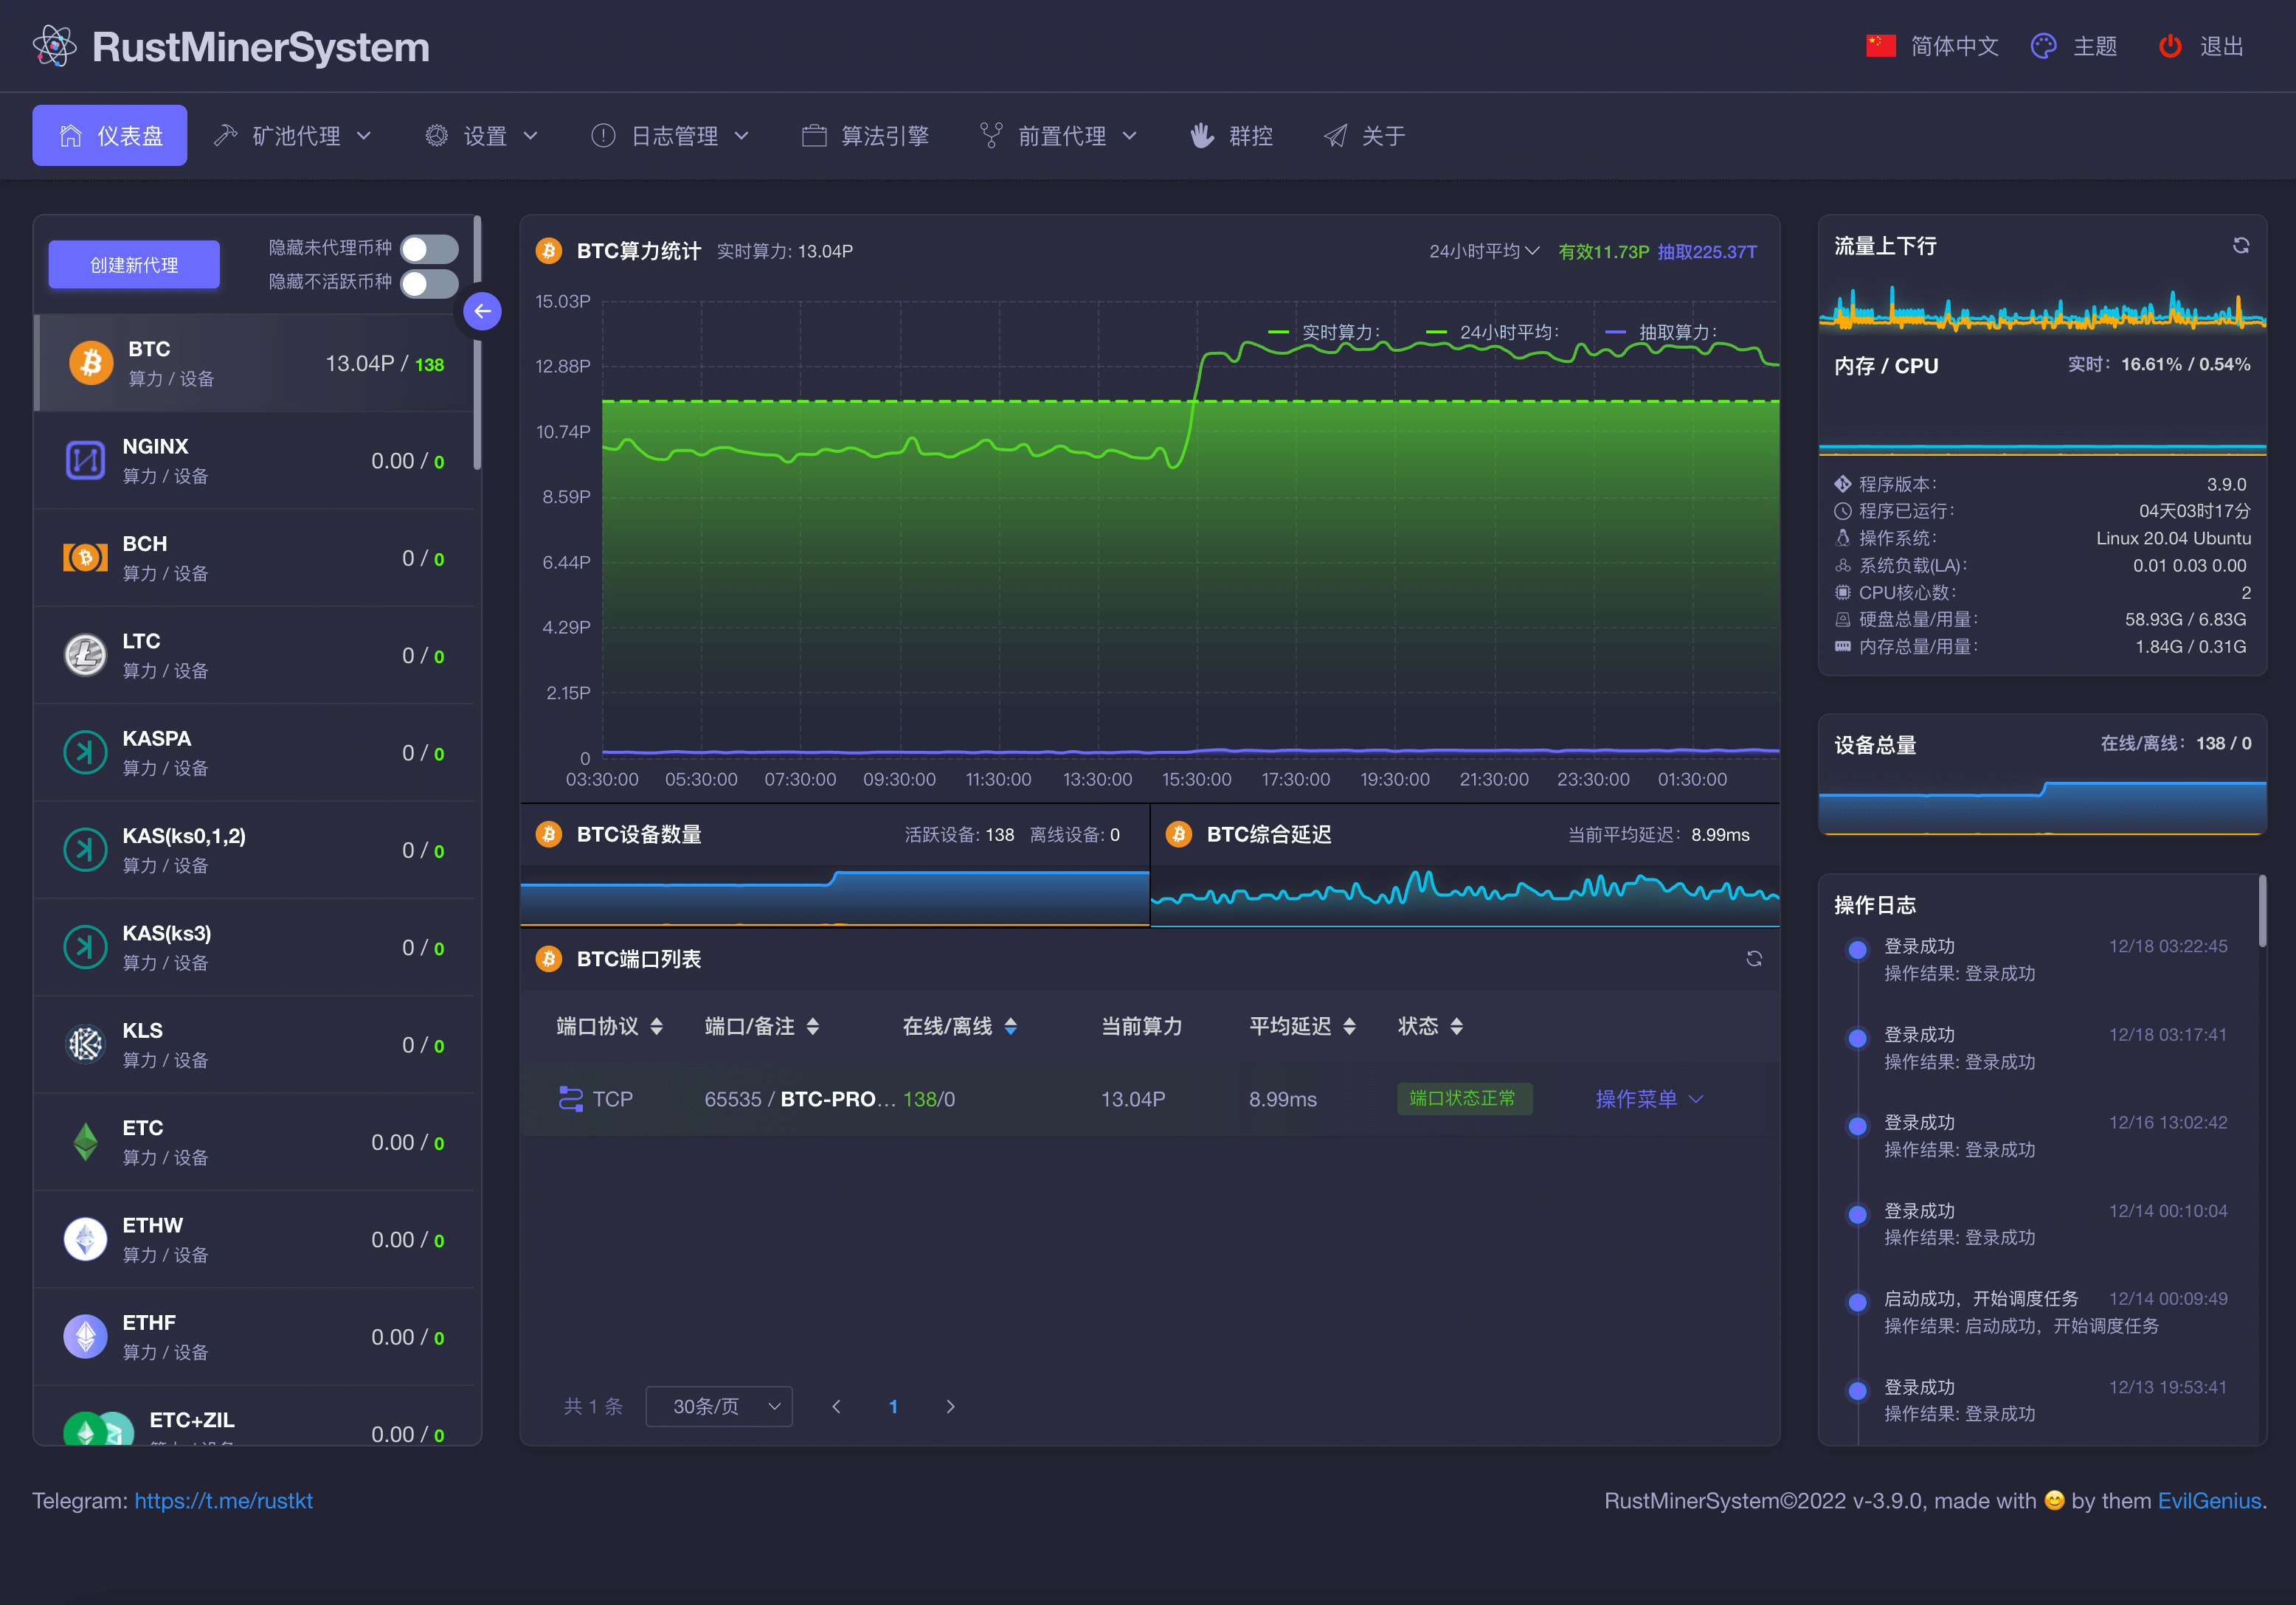 RustMinerSystem
简体中文
主题
退出
仪表盘
矿池代理
设置
日志管理
算法引擎
前置代理
群控
关于
创建新代理
隐藏未代理币种
隐藏不活跃币种
BTC
算力 / 设备
13.04P / 138
NGINX
算力 / 设备
0.00 / 0
BCH
算力 / 设备
0 / 0
LTC
算力 / 设备
0 / 0
KASPA
算力 / 设备
0 / 0
KAS(ks0,1,2)
算力 / 设备
0 / 0
KAS(ks3)
算力 / 设备
0 / 0
KLS
算力 / 设备
0 / 0
ETC
算力 / 设备
0.00 / 0
ETHW
算力 / 设备
0.00 / 0
ETHF
算力 / 设备
0.00 / 0
ETC+ZIL
0.00 / 0
BTC算力统计 实时算力: 13.04P
24小时平均 有效11.73P 抽取225.37T
实时算力: 24小时平均: 抽取算力:
15.03P
12.88P
10.74P
8.59P
6.44P
4.29P
2.15P
0
03:30:00 05:30:00 07:30:00 09:30:00 11:30:00 13:30:00 15:30:00 17:30:00 19:30:00 21:30:00 23:30:00 01:30:00
BTC设备数量 活跃设备: 138 离线设备: 0
BTC综合延迟 当前平均延迟: 8.99ms
BTC端口列表
端口协议 端口/备注 在线/离线 当前算力 平均延迟 状态
TCP 65535 / BTC-PRO... 138/0 13.04P 8.99ms 端口状态正常 操作菜单
共 1 条 30条/页 1
流量上下行
内存 / CPU 实时: 16.61% / 0.54%
程序版本: 3.9.0
程序已运行: 04天03时17分
操作系统: Linux 20.04 Ubuntu
系统负载(LA): 0.01 0.03 0.00
CPU核心数: 2
硬盘总量/用量: 58.93G / 6.83G
内存总量/用量: 1.84G / 0.31G
设备总量 在线/离线: 138 / 0
操作日志
登录成功 12/18 03:22:45
操作结果: 登录成功
登录成功 12/18 03:17:41
操作结果: 登录成功
登录成功 12/16 13:02:42
操作结果: 登录成功
登录成功 12/14 00:10:04
操作结果: 登录成功
启动成功，开始调度任务 12/14 00:09:49
操作结果: 启动成功，开始调度任务
登录成功 12/13 19:53:41
操作结果: 登录成功
Telegram: https://t.me/rustkt
RustMinerSystem©2022 v-3.9.0, made with 😊 by them EvilGenius.